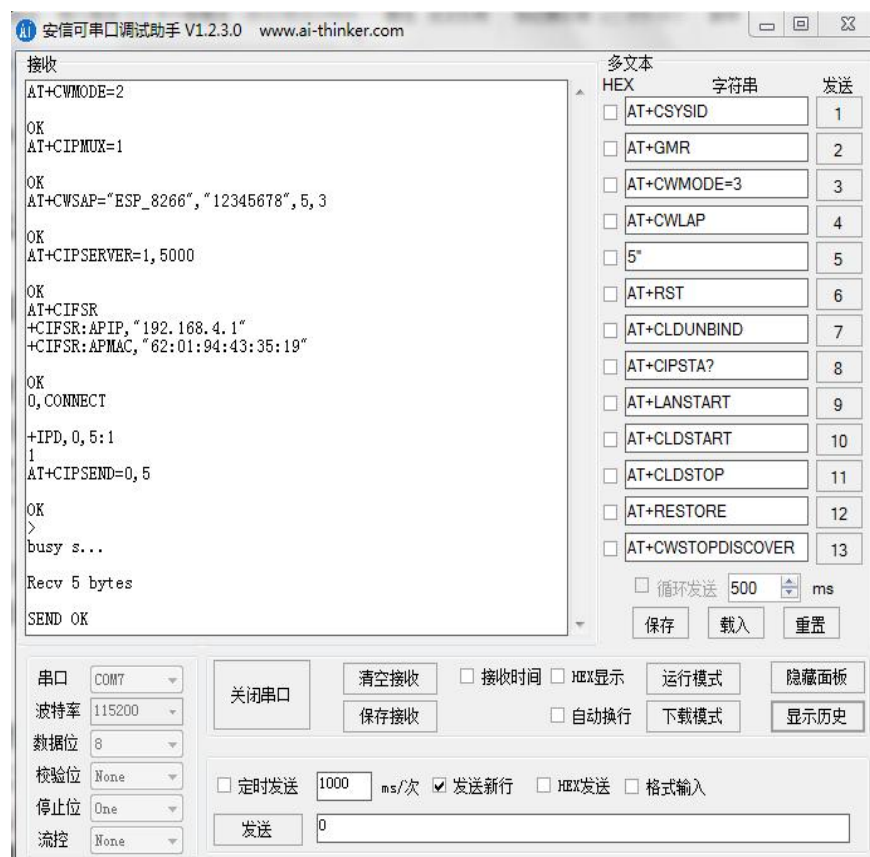 安信可串口调试助手 V1.2.3.0 www.ai-thinker.com
接收
AT+CWMODE=2
OK
AT+CIPMUX=1
OK
AT+CWSAP="ESP_8266","12345678",5,3
OK
AT+CIPSERVER=1,5000
OK
AT+CIFSR
+CIFSR:APIP,"192.168.4.1"
+CIFSR:APMAC,"62:01:94:43:35:19"
OK
0,CONNECT
+IPD,0,5:1
1
AT+CIPSEND=0,5
OK
>
busy s...
Recv 5 bytes
SEND OK
多文本
HEX 字符串 发送
AT+CSYSID 1
AT+GMR 2
AT+CWMODE=3 3
AT+CWLAP 4
5" 5
AT+RST 6
AT+CLDUNBIND 7
AT+CIPSTA? 8
AT+LANSTART 9
AT+CLDSTART 10
AT+CLDSTOP 11
AT+RESTORE 12
AT+CWSTOPDISCOVER 13
循环发送 500 ms
保存 载入 重置
串口 COM7
波特率 115200
数据位 8
校验位 None
停止位 One
流控 None
关闭串口 清空接收 接收时间 HEX显示 运行模式 隐藏面板
保存接收 自动换行 下载模式 显示历史
定时发送 1000 ms/次 发送新行 HEX发送 格式输入
发送 0